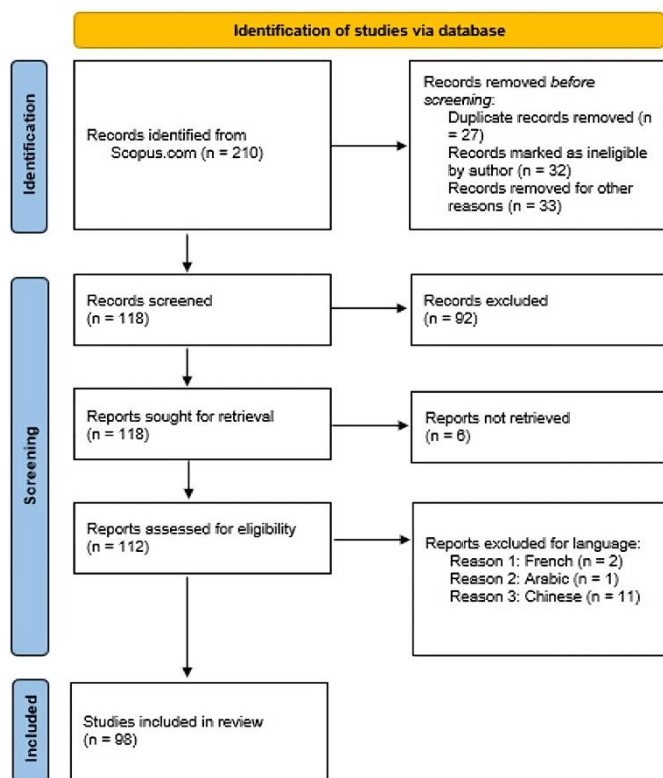 Identification of studies via database
Identification
Records identified from
Scopus.com (n = 210)
Records removed before
screening:
Duplicate records removed (n
= 27)
Records marked as ineligible
by author (n = 32)
Records removed for other
reasons (n = 33)
Screening
Records screened
(n = 118)
Records excluded
(n = 92)
Reports sought for retrieval
(n = 118)
Reports not retrieved
(n = 6)
Reports assessed for eligibility
(n = 112)
Reports excluded for language:
Reason 1: French (n = 2)
Reason 2: Arabic (n = 1)
Reason 3: Chinese (n = 11)
Included
Studies included in review
(n = 98)